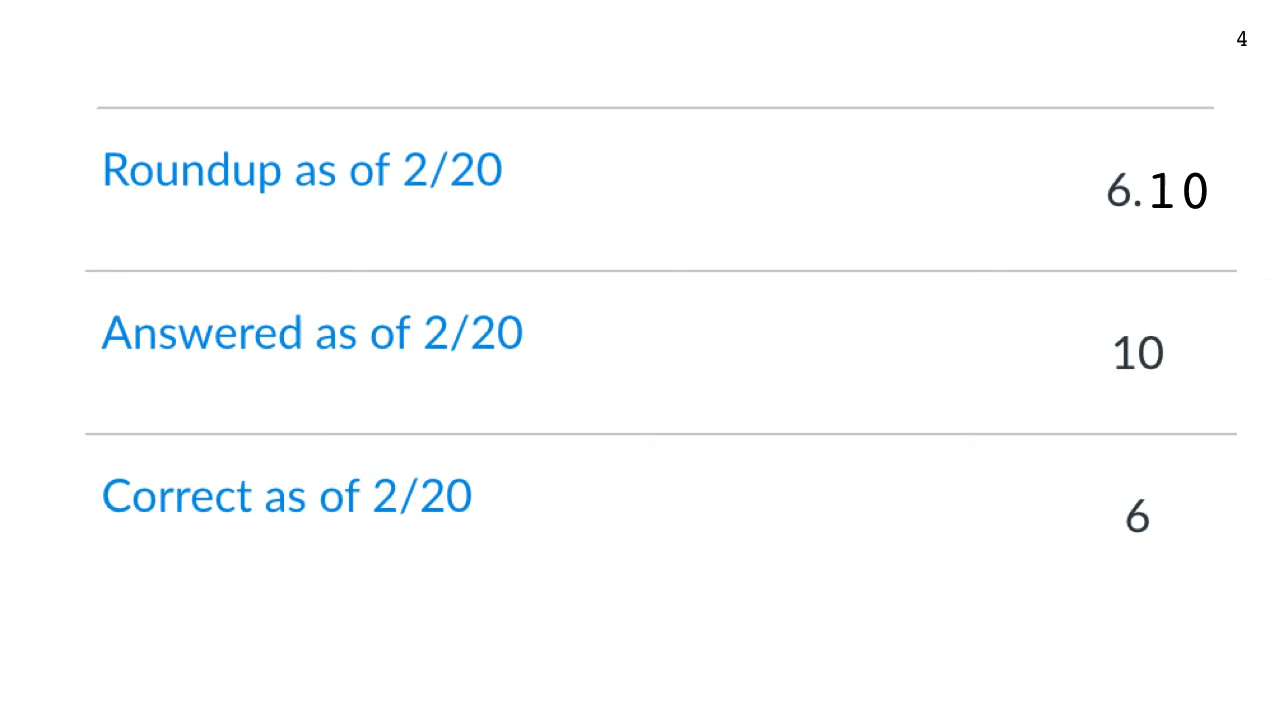 4
Roundup as of 2/20
6.10
Answered as of 2/20
10
Correct as of 2/20
6